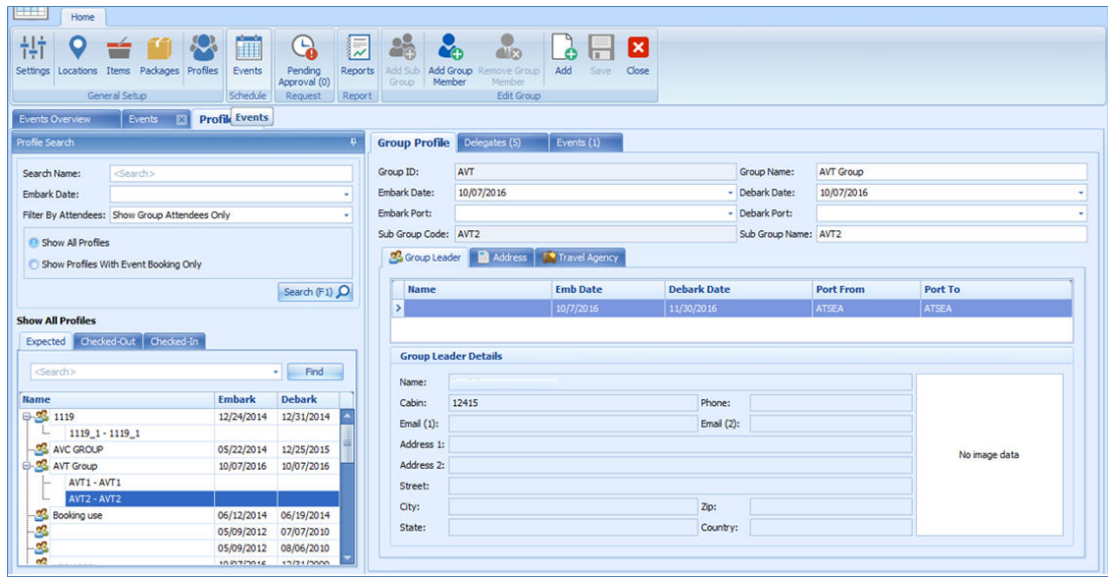 Home
Settings Locations Items Packages Profiles Events Pending Approval (0) Reports Add Sub Group Add Group Member Remove Group Member Add Save Close
General Setup Schedule Request Report Edit Group
Events Overview Events Profil Events
Profile Search
Search Name: <Search>
Embark Date:
Filter By Attendees: Show Group Attendees Only
Show All Profiles
Show Profiles With Event Booking Only
Search (F1)
Show All Profiles
Expected Checked-Out Checked-In
<Search> Find
Name Embark Debark
1119 12/24/2014 12/31/2014
1119_1 - 1119_1
AVC GROUP 05/22/2014 12/25/2015
AVT Group 10/07/2016 10/07/2016
AVT1 - AVT1
AVT2 - AVT2
Booking use 06/12/2014 06/19/2014
05/09/2012 07/07/2010
05/09/2012 08/06/2010
10/07/2016 12/31/2000
Group Profile Delegates (5) Events (1)
Group ID: AVT Group Name: AVT Group
Embark Date: 10/07/2016 Debark Date: 10/07/2016
Embark Port: Debark Port:
Sub Group Code: AVT2 Sub Group Name: AVT2
Group Leader Address Travel Agency
Name Emb Date Debark Date Port From Port To
10/7/2016 11/30/2016 ATSEA ATSEA
Group Leader Details
Name:
Cabin: 12415 Phone:
Email (1): Email (2):
Address 1:
Address 2:
Street:
City: Zip:
State: Country:
No image data